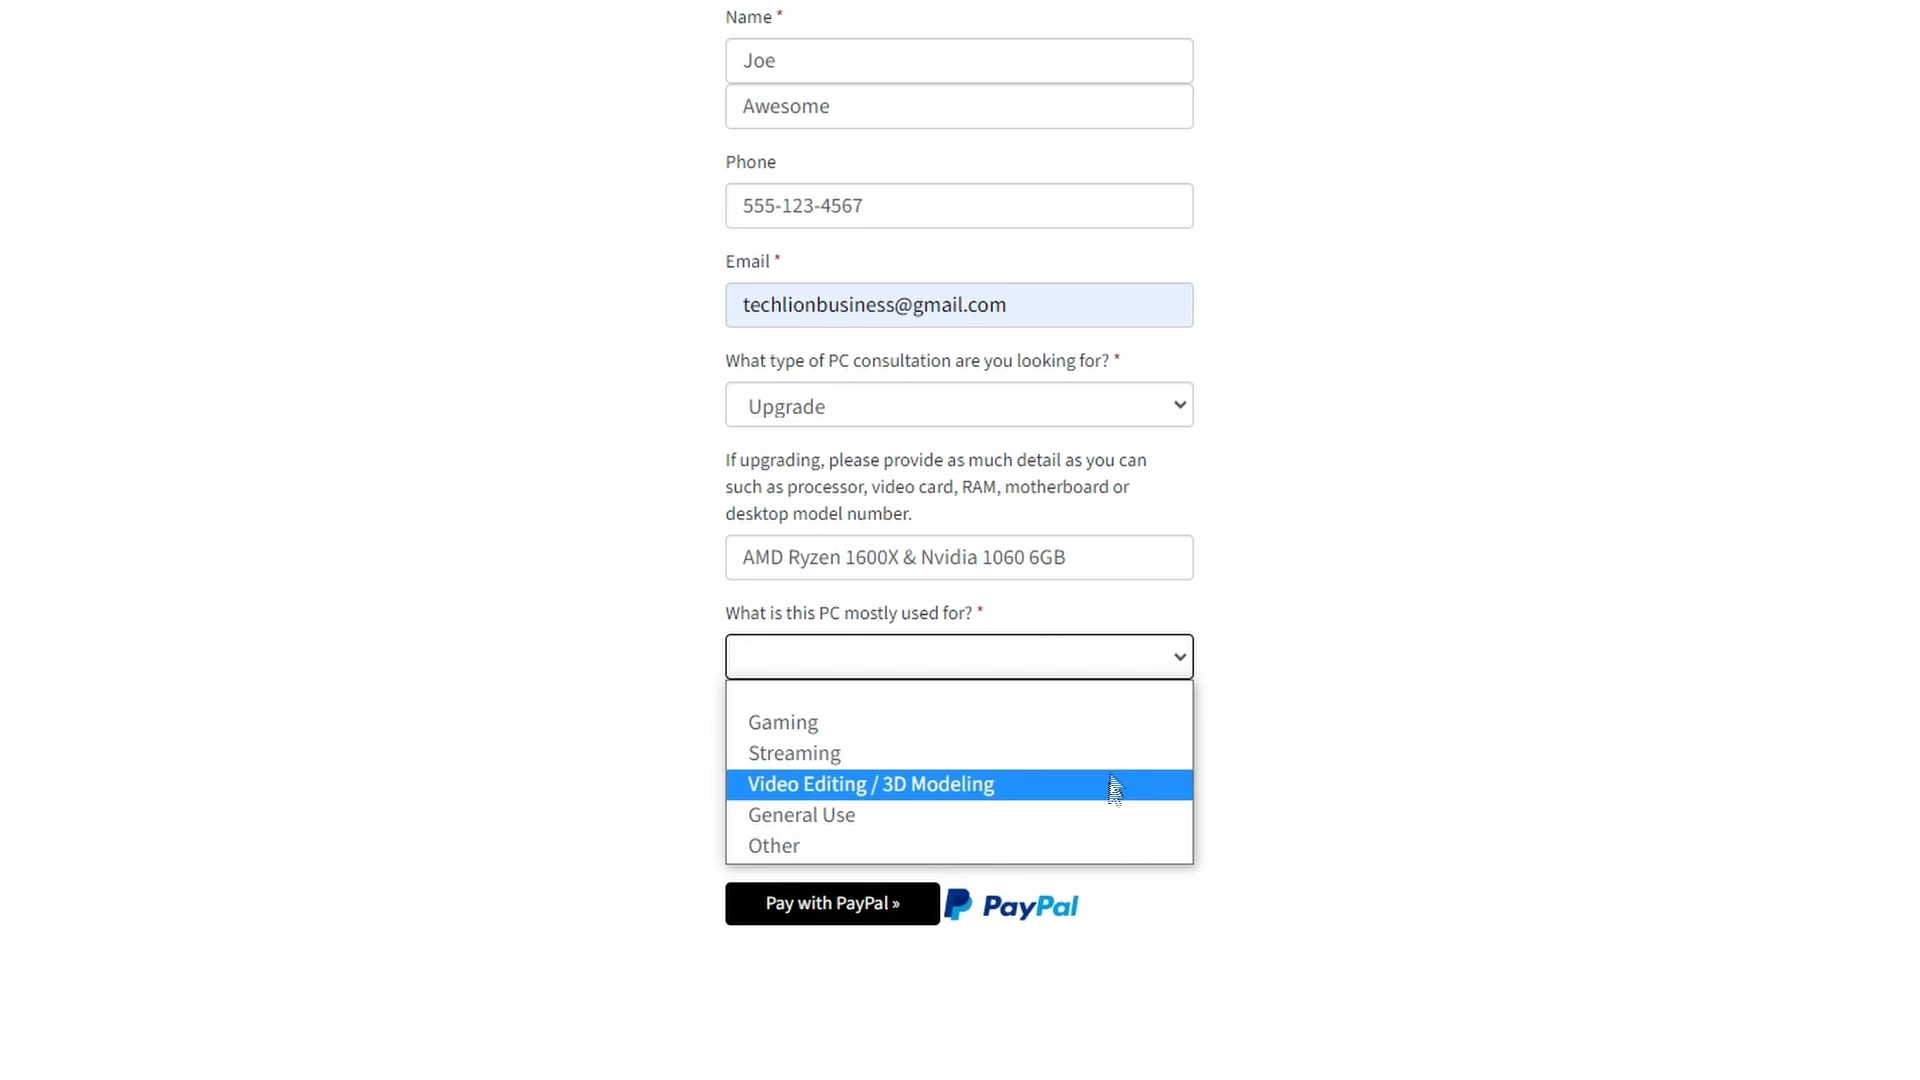 Name *
Joe
Awesome
Phone
555-123-4567
Email *
techlionbusiness@gmail.com
What type of PC consultation are you looking for? *
Upgrade
If upgrading, please provide as much detail as you can
such as processor, video card, RAM, motherboard or
desktop model number.
AMD Ryzen 1600X & Nvidia 1060 6GB
What is this PC mostly used for? *
Gaming
Streaming
Video Editing / 3D Modeling
General Use
Other
Pay with PayPal » PayPal